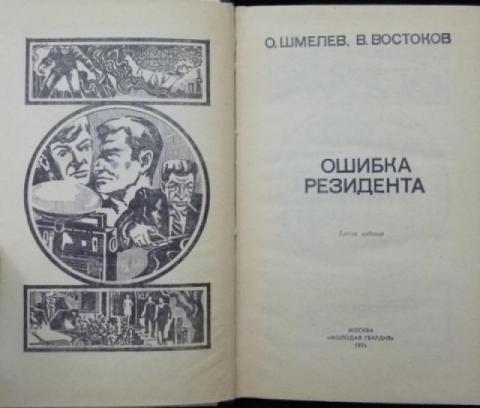 О. ШМЕЛЕВ, В. ВОСТОКОВ
ОШИБКА
РЕЗИДЕНТА
Третье издание
МОСКВА
«МОЛОДАЯ ГВАРДИЯ»